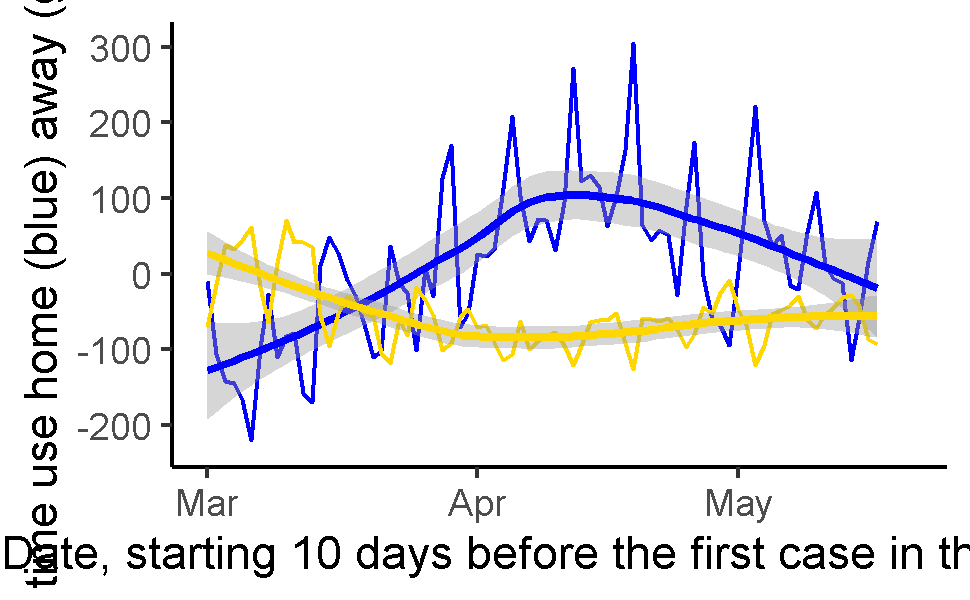 time use home (blue) away (
300
200
100
0
-100
-200
Mar Apr May
Date, starting 10 days before the first case in th